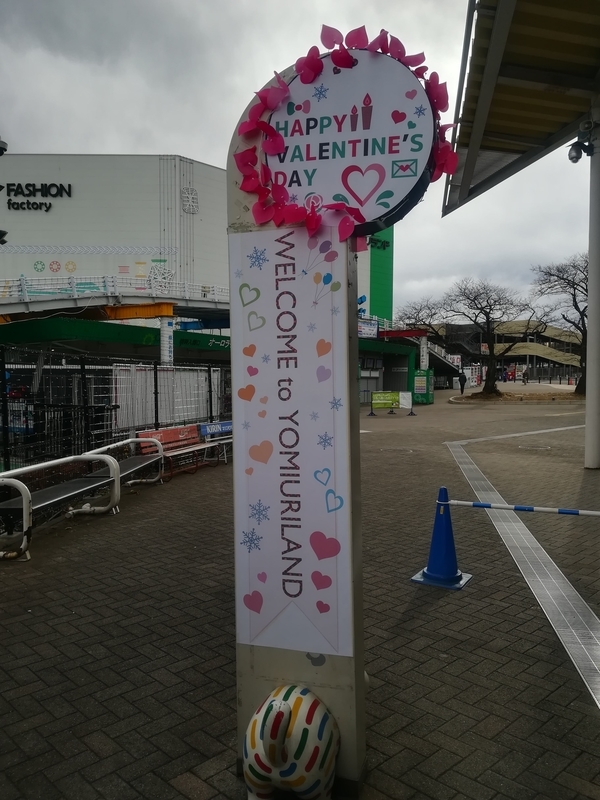 HAPPY
VALENTINE'S
DAY
WELCOME to YOMIURILAND
FASHION
factory
KIRIN